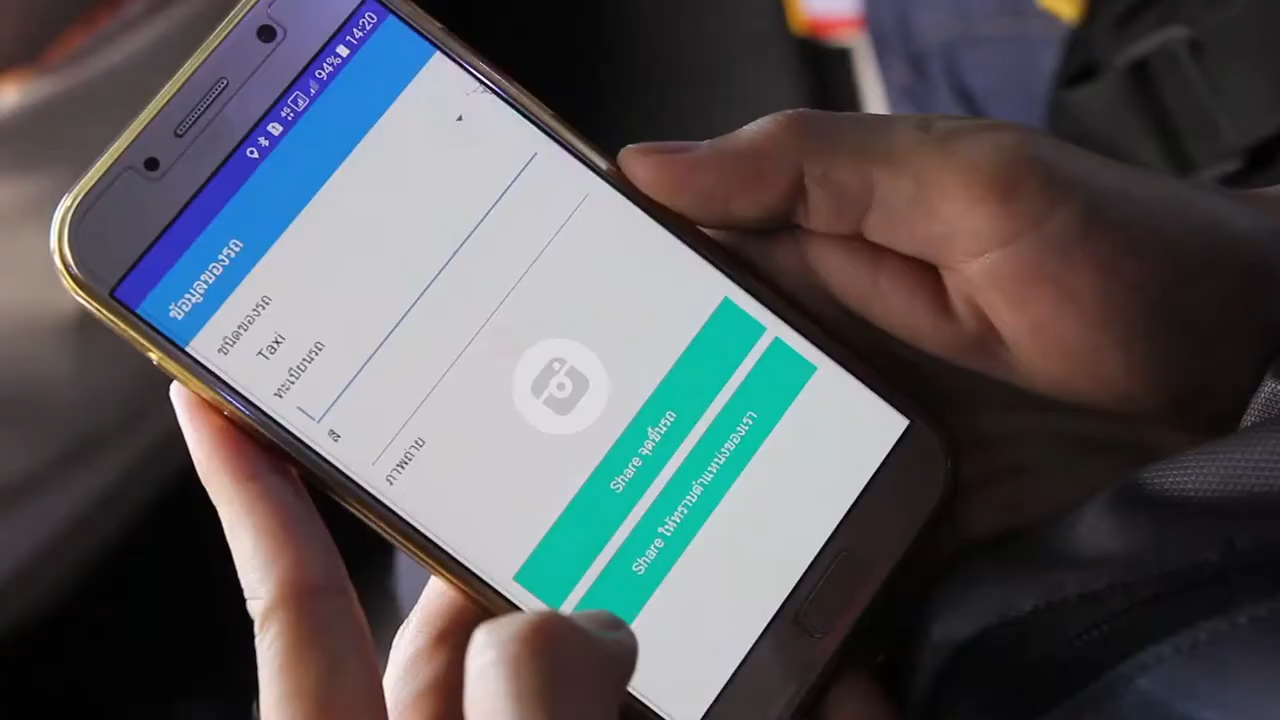 4G 94% 14:20
ข้อมูลของรถ
ชนิดของรถ
Taxi
ทะเบียนรถ
สี
ภาพถ่าย
Share จุดขึ้นรถ
Share ให้ทราบตำแหน่งของเรา